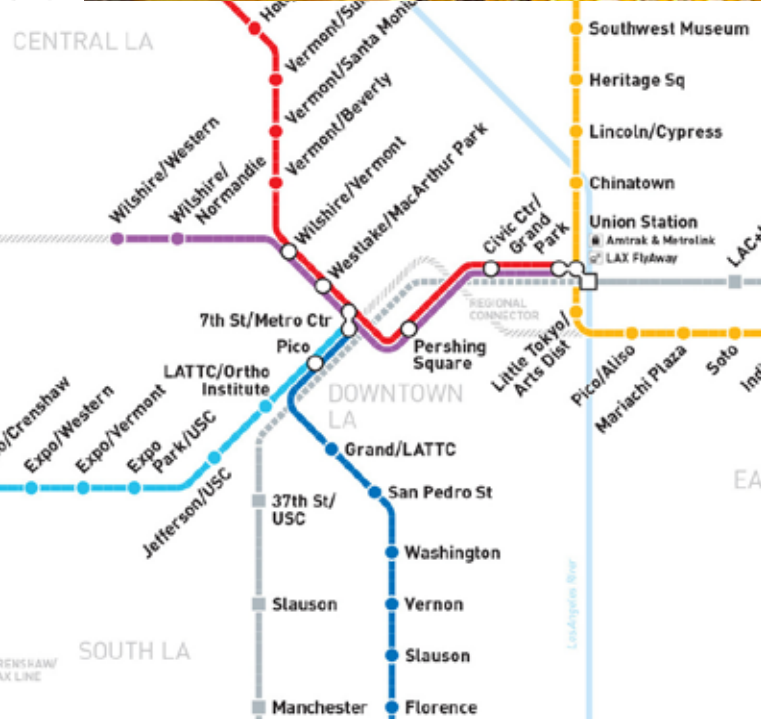 CENTRAL LA
Vermont/Santa Monica
Vermont/Beverly
Southwest Museum
Heritage Sq
Lincoln/Cypress
Chinatown
Union Station
Amtrak & Metrolink
LAX FlyAway
Wilshire/Western
Wilshire/
Normandie
Wilshire/Vermont
Westlake/MacArthur Park
Civic Ctr/
Grand
Park
REGIONAL
CONNECTOR
7th St/Metro Ctr
Pico
Pershing
Square
Little Tokyo/
Arts Dist
Pico/Aliso
Mariachi Plaza
Soto
LATTC/Ortho
Institute
DOWNTOWN
LA
/Crenshaw
Expo/Western
Expo/Vermont
Expo
Park/USC
Jefferson/USC
Grand/LATTC
San Pedro St
37th St/
USC
Washington
Slauson
Vernon
Los Angeles River
SOUTH LA
Slauson
Manchester
Florence